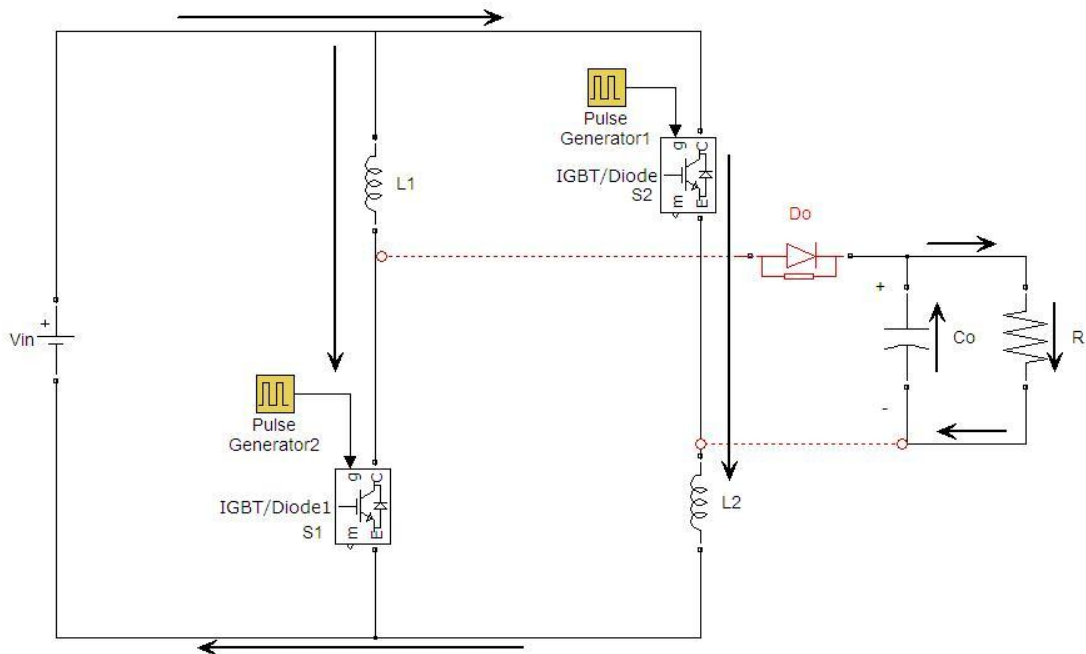 Pulse
Generator1
g
C
IGBT/Diode
S2
m
E
L1
Do
+
Vin
+
Co
R
-
Pulse
Generator2
g
C
IGBT/Diode1
S1
m
E
L2